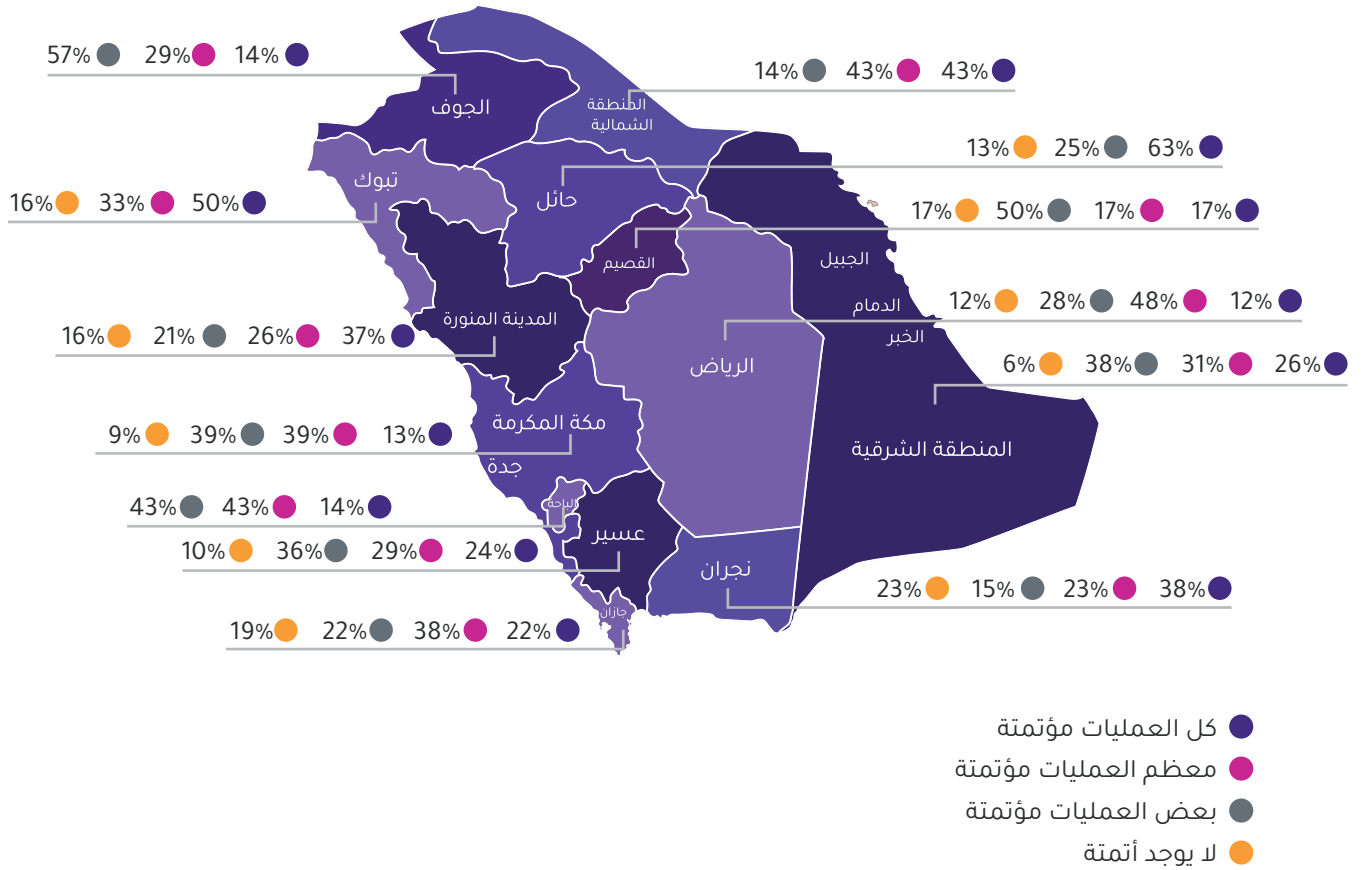 57% 29% 14%
14% 43% 43%
الجوف
المنطقة
الشمالية
13% 25% 63%
تبوك
حائل
16% 33% 50%
17% 50% 17% 17%
القصيم
الجبيل
12% 28% 48% 12%
الدمام
المدينة المنورة
16% 21% 26% 37%
الخبر
الرياض
6% 38% 31% 26%
مكة المكرمة
9% 39% 39% 13%
المنطقة الشرقية
جدة
43% 43% 14%
الباحة
عسير
10% 36% 29% 24%
نجران
23% 15% 23% 38%
جازان
19% 22% 38% 22%
كل العمليات مؤتمتة
معظم العمليات مؤتمتة
بعض العمليات مؤتمتة
لا يوجد أتمتة